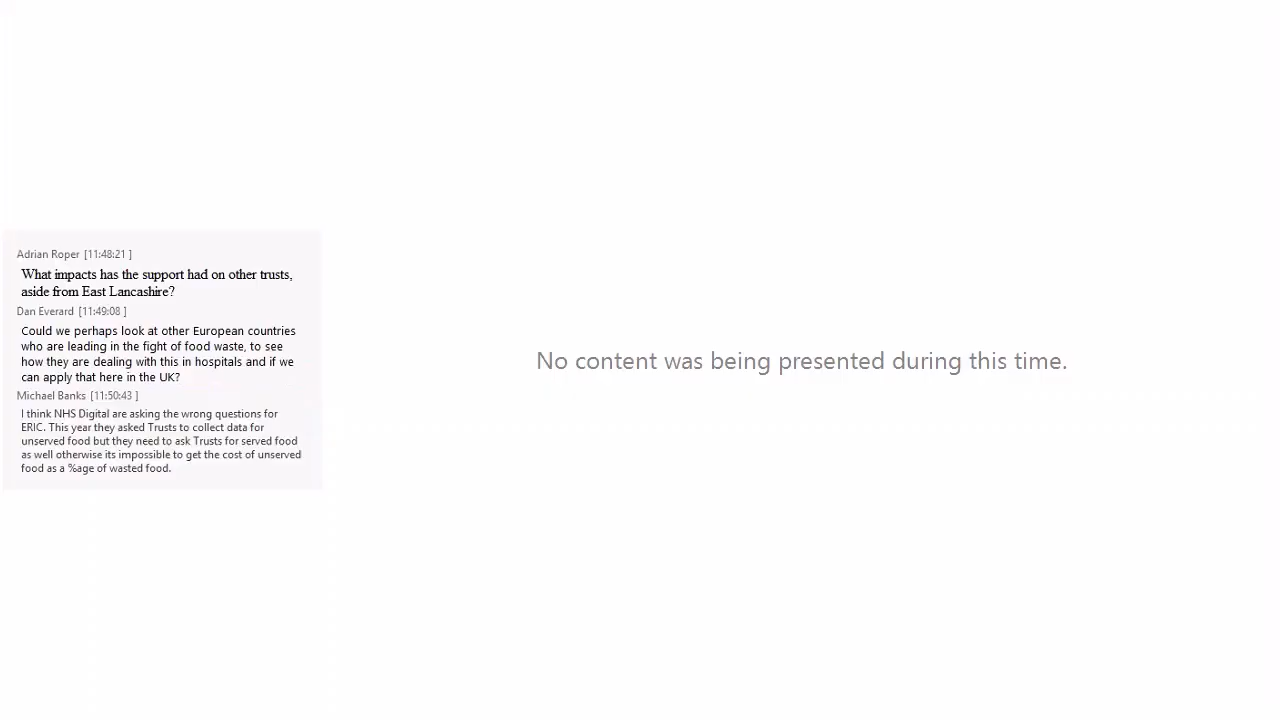 Adrian Roper [11:48:21 ]
What impacts has the support had on other trusts,
aside from East Lancashire?
Dan Everard [11:49:08 ]
Could we perhaps look at other European countries
who are leading in the fight of food waste, to see
how they are dealing with this in hospitals and if we
can apply that here in the UK?
Michael Banks [11:50:43 ]
I think NHS Digital are asking the wrong questions for
ERIC. This year they asked Trusts to collect data for
unserved food but they need to ask Trusts for served food
as well otherwise its impossible to get the cost of unserved
food as a %age of wasted food.
No content was being presented during this time.